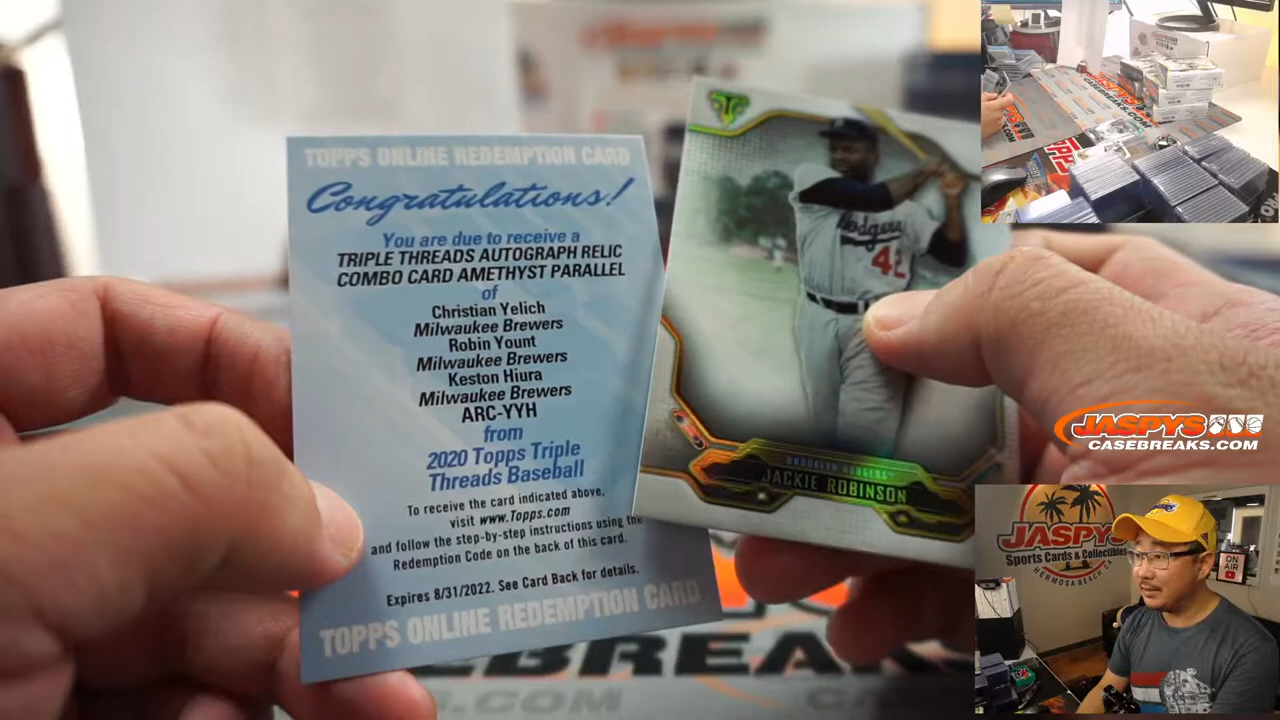 TOPPS ONLINE REDEMPTION CARD
Congratulations!
You are due to receive a
TRIPLE THREADS AUTOGRAPH RELIC
COMBO CARD AMETHYST PARALLEL
of
Christian Yelich
Milwaukee Brewers
Robin Yount
Milwaukee Brewers
Keston Hiura
Milwaukee Brewers
ARC-YYH
from
2020 Topps Triple
Threads Baseball
To receive the card indicated above,
visit www.Topps.com
and follow the step-by-step instructions using the
Redemption Code on the back of this card.
Expires 8/31/2022. See Card Back for details.
TOPPS ONLINE REDEMPTION CARD
Dodgers
42
BROOKLYN DODGERS™
JACKIE ROBINSON
JASPYS
CASEBREAKS.COM
JASPYS
Sports Cards & Collectibles
HERMOSA BEACH, CA
ON
AIR
TOPPS